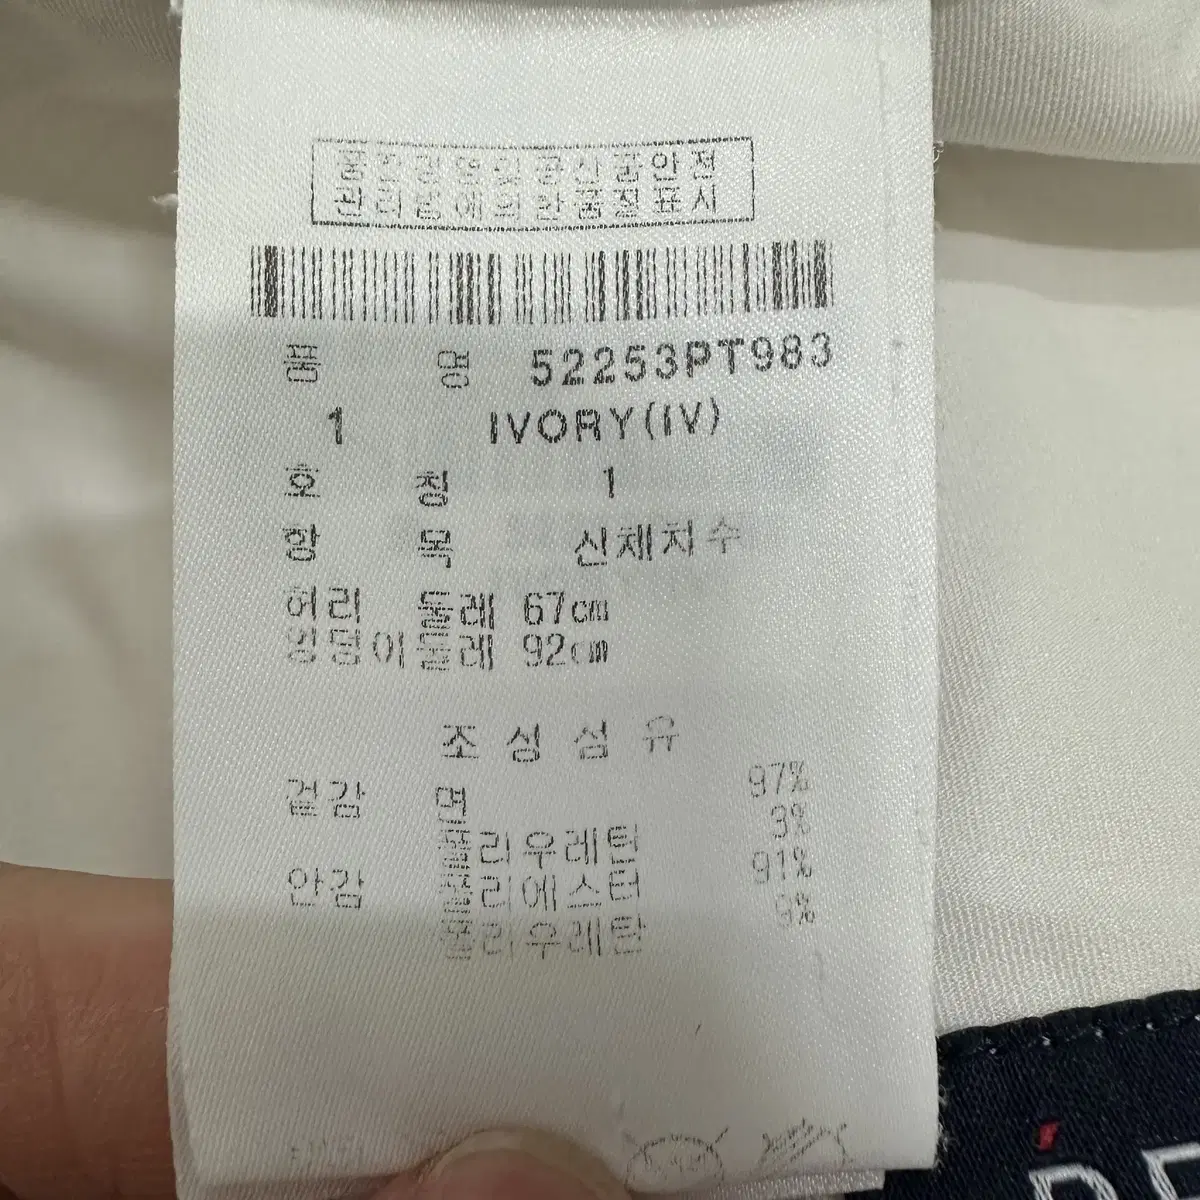 품질경영및공산품안전
관리법에의한품질표시
품 명 52253PT983
1 IVORY(IV)
호 칭 1
항 목 신체치수
허리 둘레 67㎝
엉덩이둘레 92㎝
조 성 섬 유
겉감 면 97%
폴리우레탄 3%
안감 폴리에스터 91%
폴리우레탄 9%